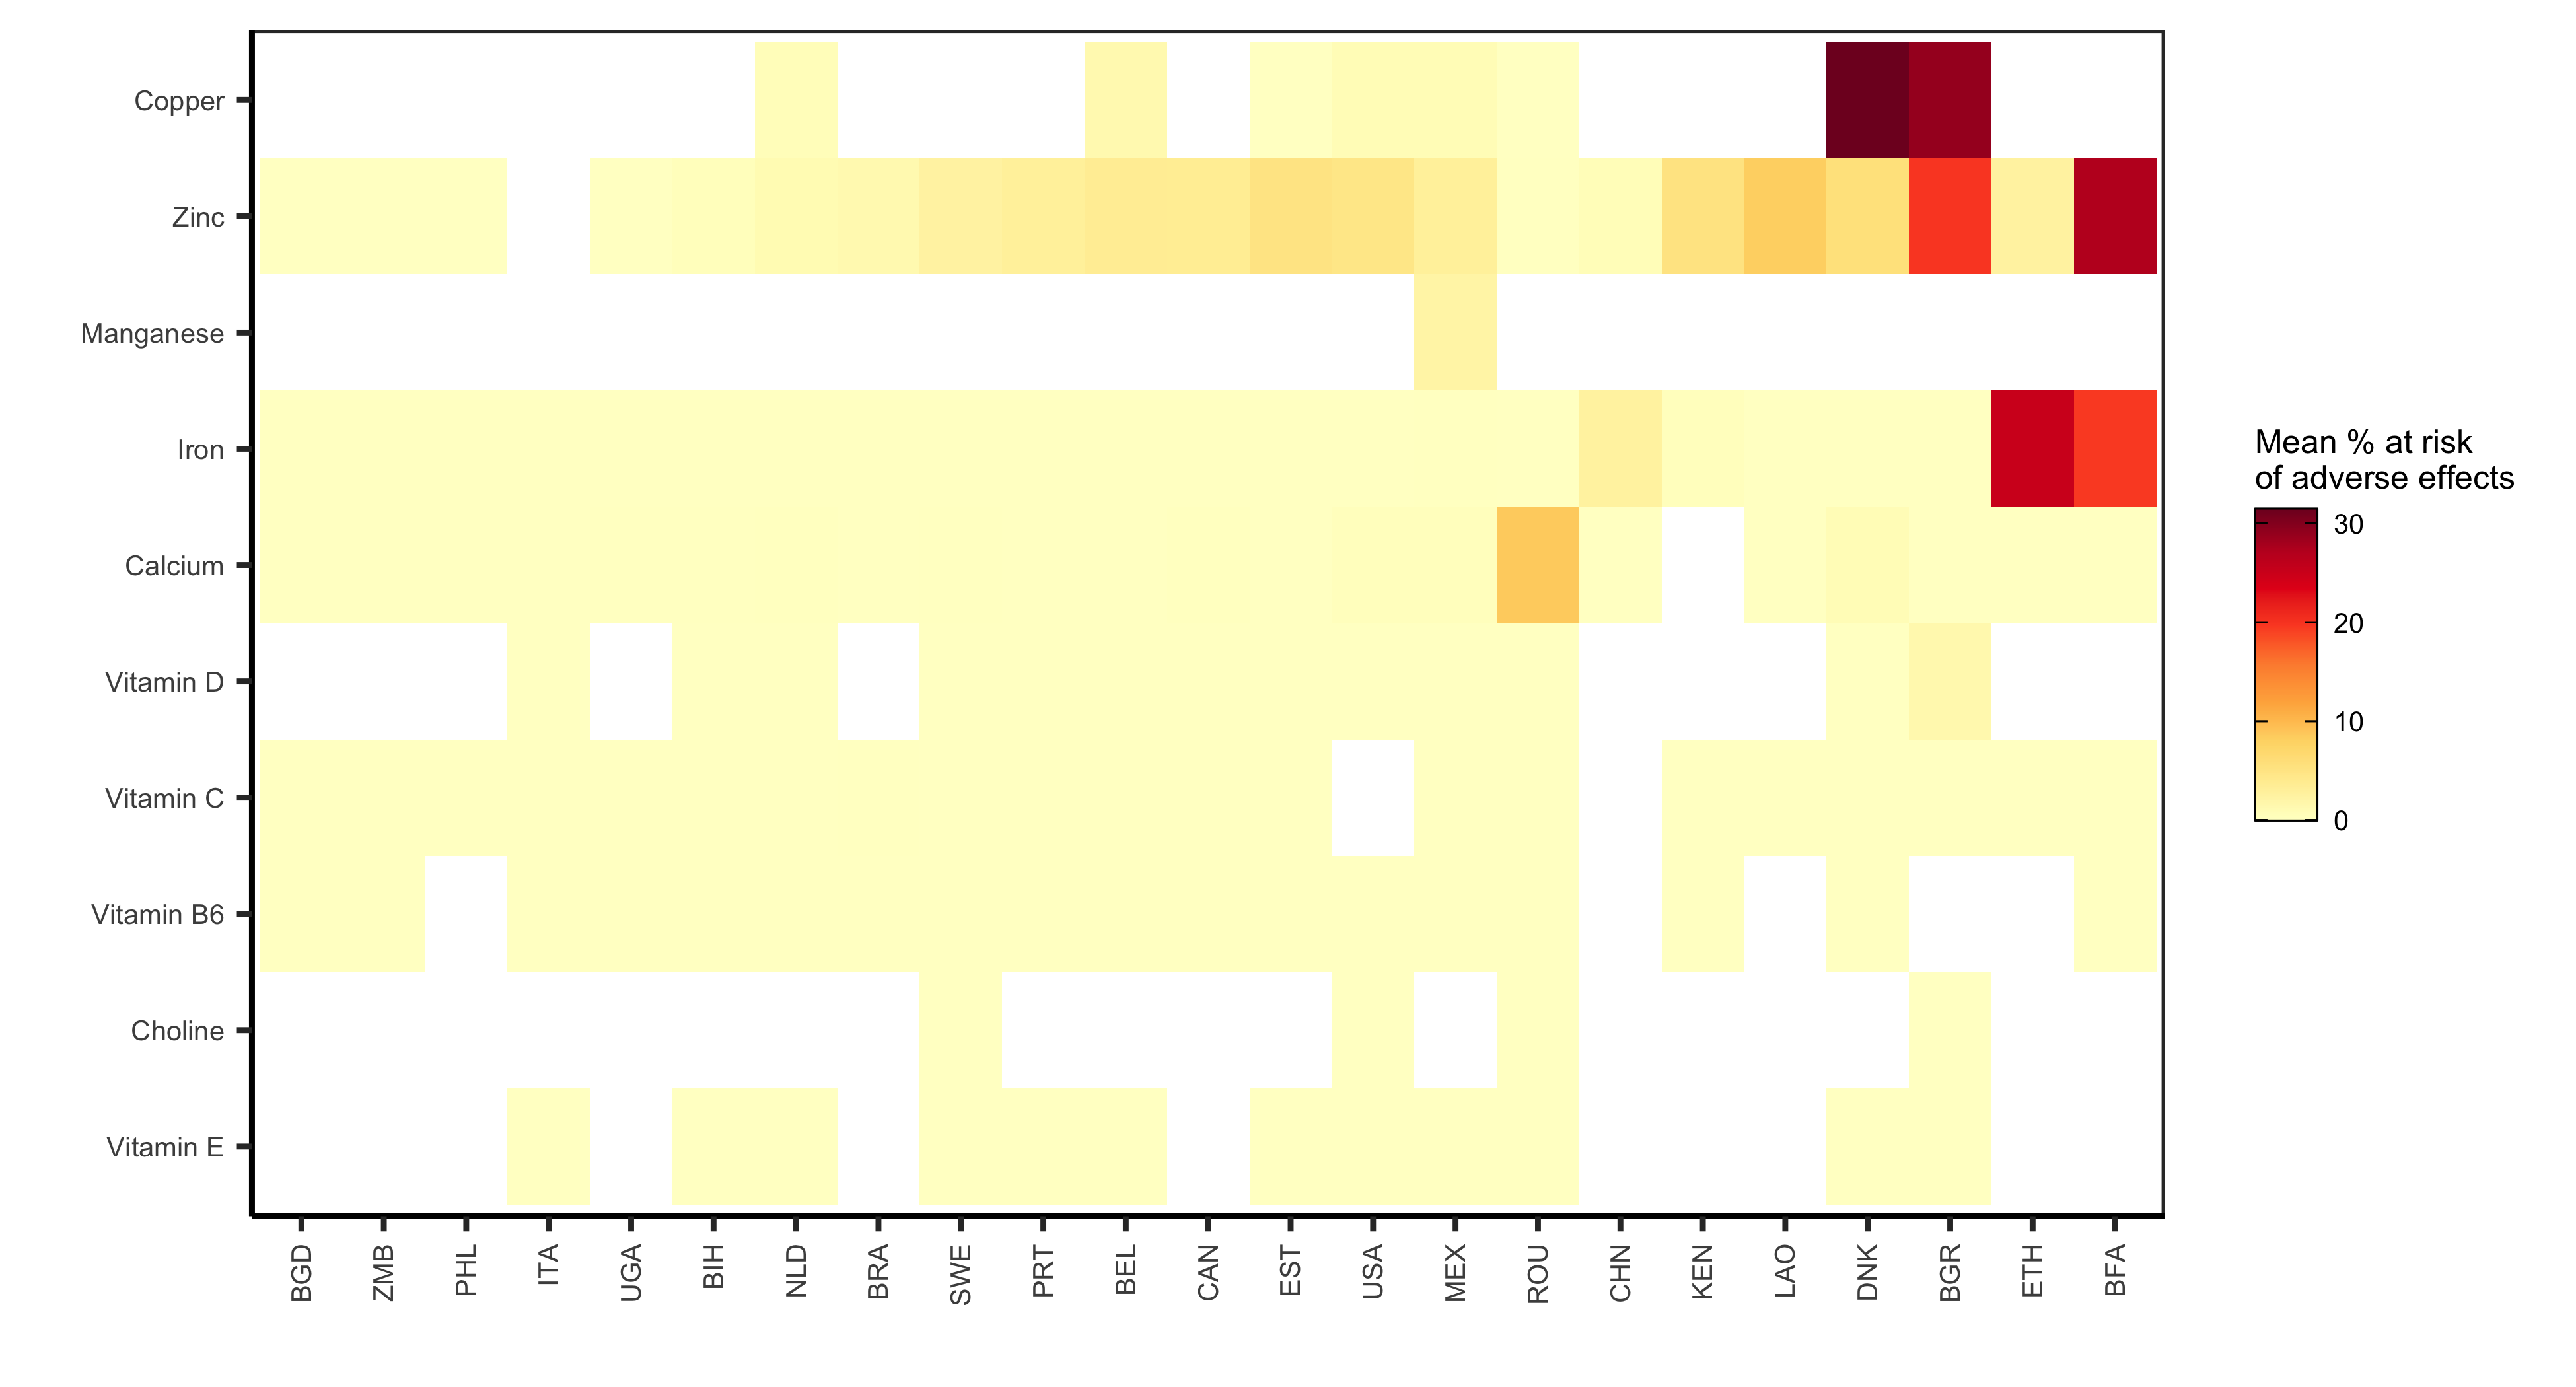 Copper
Zinc
Manganese
Iron
Calcium
Vitamin D
Vitamin C
Vitamin B6
Choline
Vitamin E
BGD
ZMB
PHL
ITA
UGA
BIH
NLD
BRA
SWE
PRT
BEL
CAN
EST
USA
MEX
ROU
CHN
KEN
LAO
DNK
BGR
ETH
BFA
Mean % at risk
of adverse effects
30
20
10
0